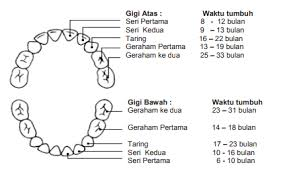 Gigi Atas : Waktu tumbuh
Seri Pertama 8 - 12 bulan
Seri Kedua 9 - 13 bulan
Taring 16 – 22 bulan
Geraham Pertama 13 – 19 bulan
Geraham ke dua 25 – 33 bulan
Gigi Bawah : Waktu tumbuh
Geraham ke dua 23 – 31 bulan
Geraham Pertama 14 – 18 bulan
Taring 17 – 23 bulan
Seri Kedua 10 - 16 bulan
Seri Pertama 6 - 10 bulan